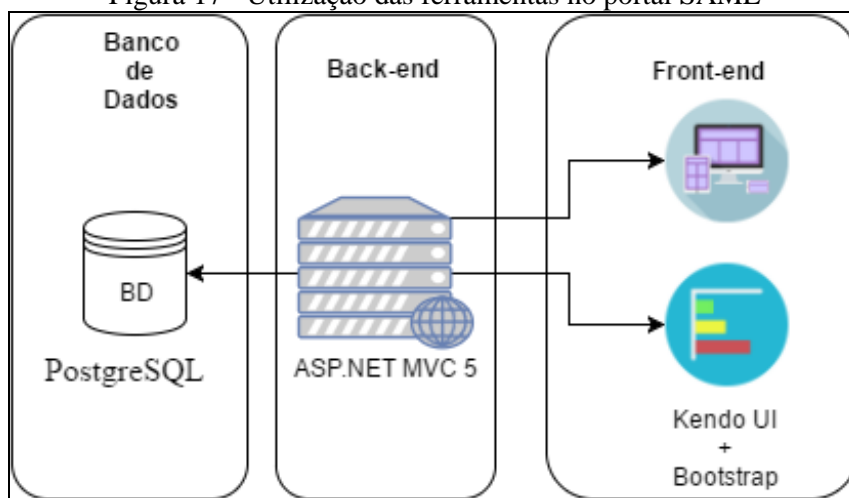 Figura 17 - Utilização das ferramentas no portal SAME
Banco
de
Dados
BD
PostgreSQL
Back-end
ASP.NET MVC 5
Front-end
Kendo UI
+
Bootstrap